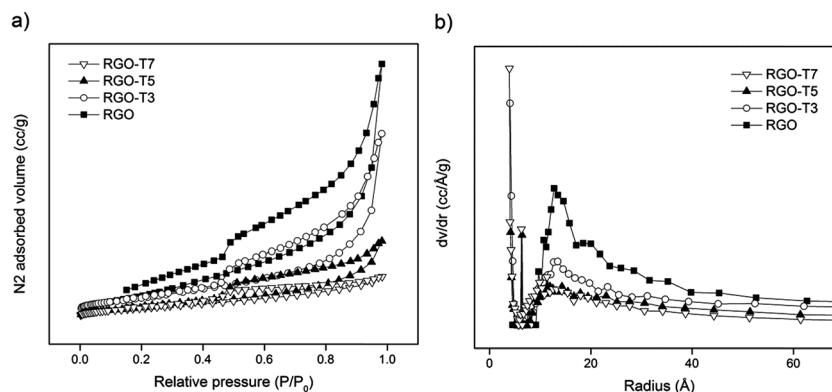 a)
N2 adsorbed volume (cc/g)
RGO-T7
RGO-T5
RGO-T3
RGO
0.0 0.2 0.4 0.6 0.8 1.0
Relative pressure (P/P₀)
b)
dv/dr (cc/Å/g)
RGO-T7
RGO-T5
RGO-T3
RGO
0 20 40 60
Radius (Å)